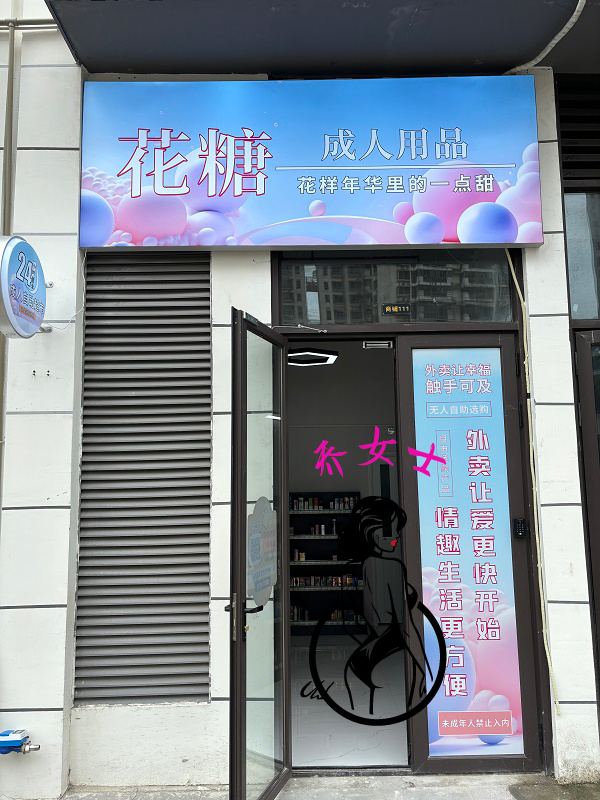 花糖
成人用品
花样年华里的一点甜
24h
商铺111
外卖让幸福
触手可及
无人自助选购
外卖让爱更快开始
情趣生活更方便
未成年人禁止入内
乔女士